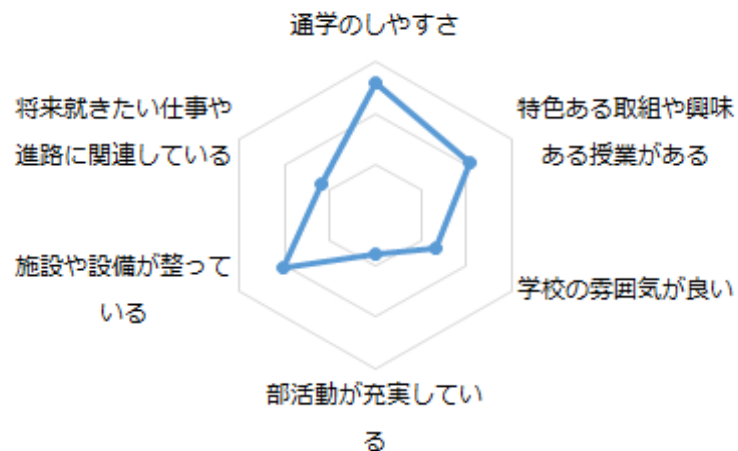 通学のしやすさ
特色ある取組や興味
ある授業がある
学校の雰囲気が良い
部活動が充実してい
る
施設や設備が整って
いる
将来就きたい仕事や
進路に関連している